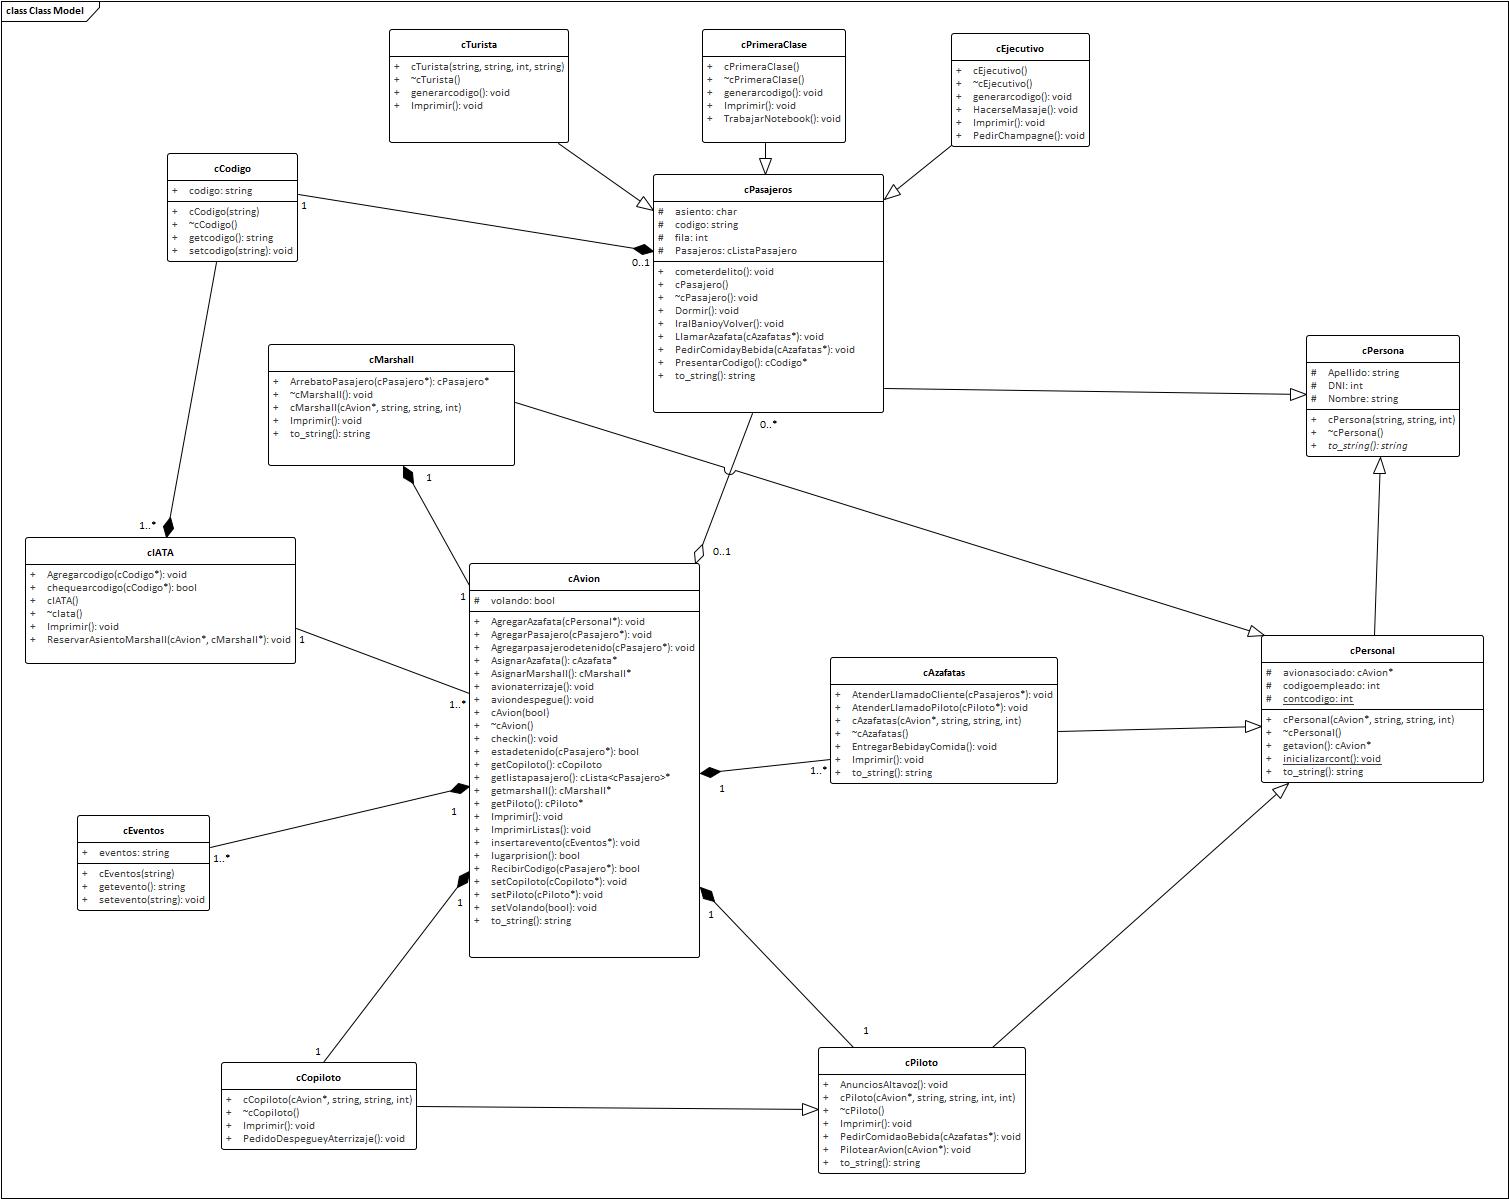 class Class Model
cTurista
+ cTurista(string, string, int, string)
+ ~cTurista()
+ generarcodigo(): void
+ Imprimir(): void
cPrimeraClase
+ cPrimeraClase()
+ ~cPrimeraClase()
+ generarcodigo(): void
+ Imprimir(): void
+ TrabajarNotebook(): void
cEjecutivo
+ cEjecutivo()
+ ~cEjecutivo()
+ generarcodigo(): void
+ HacerseMasaje(): void
+ Imprimir(): void
+ PedirChampagne(): void
cCodigo
+ codigo: string
+ cCodigo(string)
+ ~cCodigo()
+ getcodigo(): string
+ setcodigo(string): void
1
0..1
cPasajeros
# asiento: char
# codigo: string
# fila: int
# Pasajeros: cListaPasajero
+ cometerdelito(): void
+ cPasajero()
+ ~cPasajero(): void
+ Dormir(): void
+ IralBanioyVolver(): void
+ LlamarAzafata(cAzafatas*): void
+ PedirComidayBebida(cAzafatas*): void
+ PresentarCodigo(): cCodigo*
+ to_string(): string
0..*
0..1
cMarshall
+ ArrebatoPasajero(cPasajero*): cPasajero*
+ ~cMarshall(): void
+ cMarshall(cAvion*, string, string, int)
+ Imprimir(): void
+ to_string(): string
1
1
cPersona
# Apellido: string
# DNI: int
# Nombre: string
+ cPersona(string, string, int)
+ ~cPersona()
+ to_string(): string
1..*
cIATA
+ Agregarcodigo(cCodigo*): void
+ chequearcodigo(cCodigo*): bool
+ cIATA()
+ ~cIata()
+ Imprimir(): void
+ ReservarAsientoMarshall(cAvion*, cMarshall*): void
1
1..*
cAvion
# volando: bool
+ AgregarAzafata(cPersonal*): void
+ AgregarPasajero(cPasajero*): void
+ Agregarpasajerodetenido(cPasajero*): void
+ AsignarAzafata(): cAzafata*
+ AsignarMarshall(): cMarshall*
+ avionaterrizaje(): void
+ aviondespegue(): void
+ cAvion(bool)
+ ~cAvion()
+ checkin(): void
+ estadetenido(cPasajero*): bool
+ getCopiloto(): cCopiloto
+ getlistapasajero(): cLista<cPasajero>*
+ getmarshall(): cMarshall*
+ getPiloto(): cPiloto*
+ Imprimir(): void
+ ImprimirListas(): void
+ insertarevento(cEventos*): void
+ lugarprision(): bool
+ RecibirCodigo(cPasajero*): bool
+ setCopiloto(cCopiloto*): void
+ setPiloto(cPiloto*): void
+ setVolando(bool): void
+ to_string(): string
cAzafatas
+ AtenderLlamadoCliente(cPasajeros*): void
+ AtenderLlamadoPiloto(cPiloto*): void
+ cAzafatas(cAvion*, string, string, int)
+ ~cAzafatas()
+ EntregarBebidayComida(): void
+ Imprimir(): void
+ to_string(): string
1..*
1
cPersonal
# avionasociado: cAvion*
# codigoempleado: int
# contcodigo: int
+ cPersonal(cAvion*, string, string, int)
+ ~cPersonal()
+ getavion(): cAvion*
+ inicializarcont(): void
+ to_string(): string
cEventos
+ eventos: string
+ cEventos(string)
+ getevento(): string
+ setevento(string): void
1..*
1
1
1
1
1
cCopiloto
+ cCopiloto(cAvion*, string, string, int)
+ ~cCopiloto()
+ Imprimir(): void
+ PedidoDespegueyAterrizaje(): void
cPiloto
+ AnunciosAltavoz(): void
+ cPiloto(cAvion*, string, string, int, int)
+ ~cPiloto()
+ Imprimir(): void
+ PedirComidaoBebida(cAzafatas*): void
+ PilotearAvion(cAvion*): void
+ to_string(): string